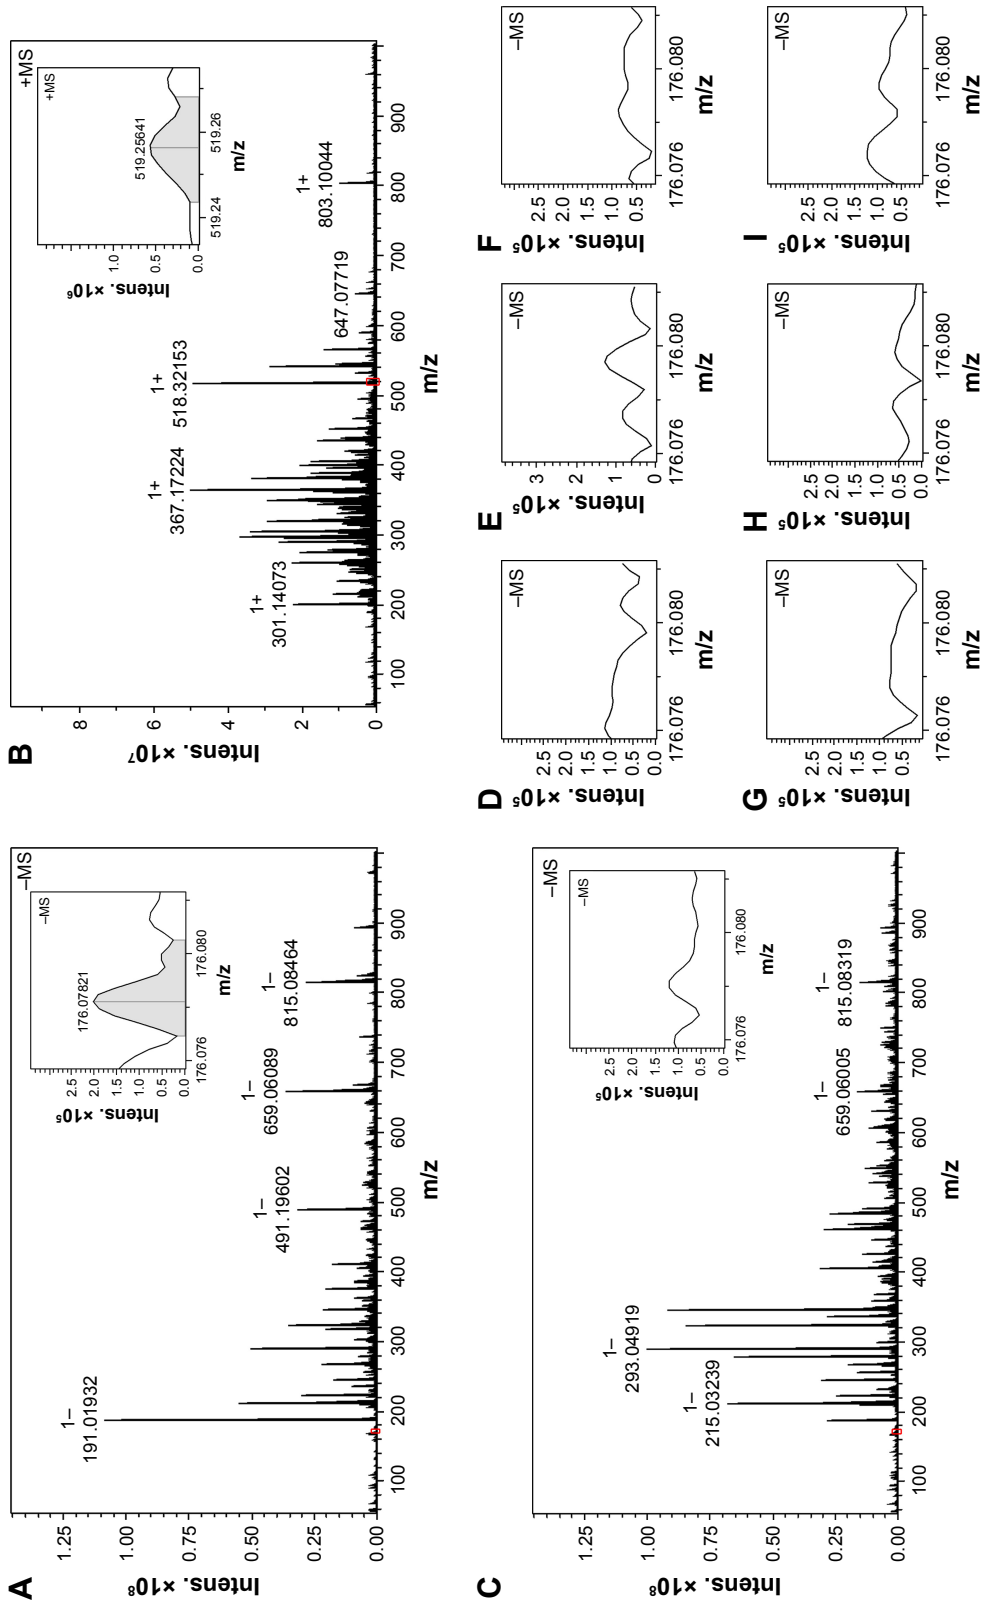 A
–MS
1.25
1.00
0.75
0.50
0.25
0.00
Intens. ×10⁸
100
200
300
400
500
600
700
800
900
m/z
1–
191.01932
1–
491.19602
1–
659.06089
1–
815.08464
–MS
176.07821
2.5
2.0
1.5
1.0
0.5
0.0
Intens. ×10⁵
176.076
176.080
m/z
B
+MS
8
6
4
2
0
Intens. ×10⁷
100
200
300
400
500
600
700
800
900
m/z
1+
301.14073
1+
367.17224
1+
518.32153
647.07719
1+
803.10044
+MS
519.25641
1.0
0.5
0.0
Intens. ×10⁶
519.24
519.26
m/z
C
–MS
1.00
0.75
0.50
0.25
0.00
Intens. ×10⁸
100
200
300
400
500
600
700
800
900
m/z
1–
215.03239
1–
293.04919
1–
659.06005
1–
815.08319
–MS
2.5
2.0
1.5
1.0
0.5
0.0
Intens. ×10⁵
176.076
176.080
m/z
D
–MS
2.5
2.0
1.5
1.0
0.5
0.0
Intens. ×10⁵
176.076
176.080
m/z
E
–MS
3
2
1
0
Intens. ×10⁵
176.076
176.080
m/z
F
–MS
2.5
2.0
1.5
1.0
0.5
Intens. ×10⁵
176.076
176.080
m/z
G
–MS
2.5
2.0
1.5
1.0
0.5
Intens. ×10⁵
176.076
176.080
m/z
H
–MS
2.5
2.0
1.5
1.0
0.5
0.0
Intens. ×10⁵
176.076
176.080
m/z
I
–MS
2.5
2.0
1.5
1.0
0.5
Intens. ×10⁵
176.076
176.080
m/z